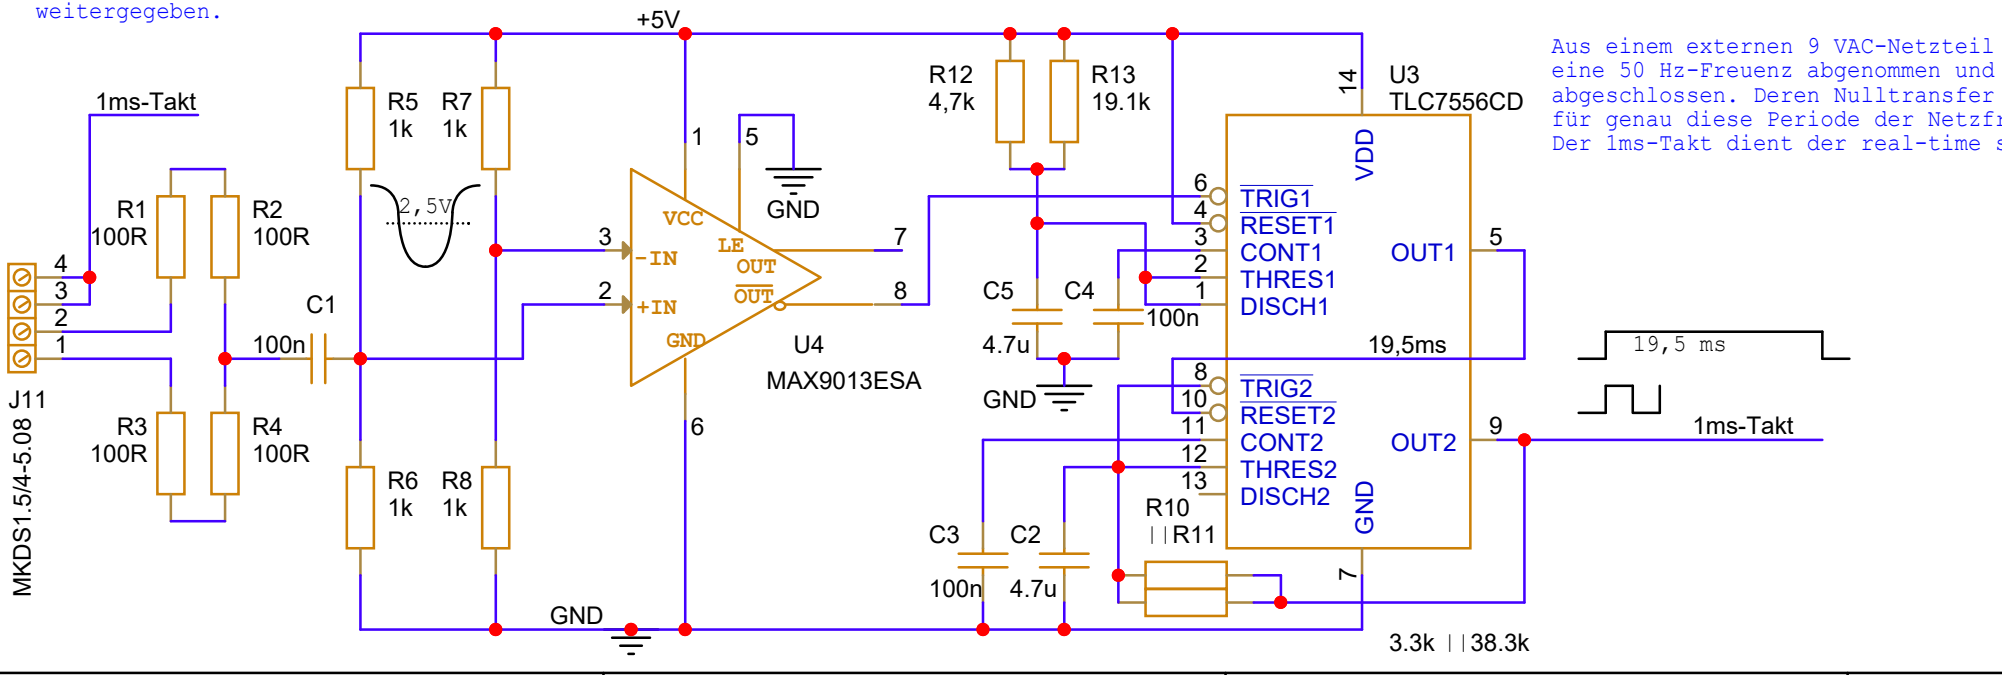 weitergegeben.
+5V
Aus einem externen 9 VAC-Netzteil
eine 50 Hz-Freuenz abgenommen und
abgeschlossen. Deren Nulltransfer
für genau diese Periode der Netzfr
Der 1ms-Takt dient der real-time s
1ms-Takt
R5
1k
R7
1k
R12
4,7k
R13
19.1k
14
U3
TLC7556CD
VDD
1
5
GND
R1
100R
R2
100R
2,5V
VCC
LE
OUT
OUT
GND
3
-IN
2
+IN
7
8
6
U4
MAX9013ESA
6
TRIG1
4
RESET1
3
CONT1
2
THRES1
1
DISCH1
OUT1
5
4
3
2
1
J11
MKDS1.5/4-5.08
C1
100n
C5
4.7u
C4
100n
GND
19,5ms
19,5 ms
8
TRIG2
10
RESET2
11
CONT2
12
THRES2
13
DISCH2
OUT2
9
1ms-Takt
GND
7
R3
100R
R4
100R
R6
1k
R8
1k
R10
||R11
C3
100n
C2
4.7u
GND
3.3k ||38.3k